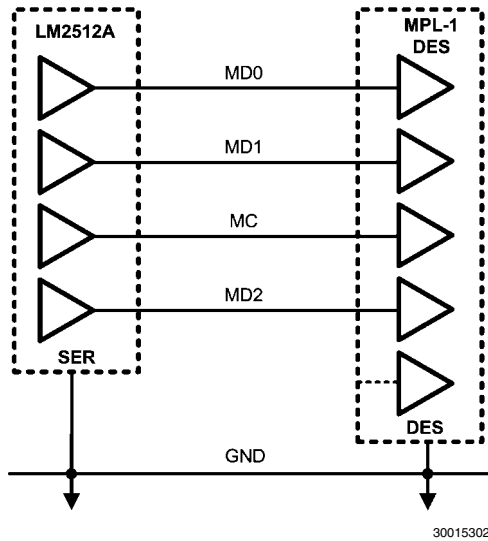 LM2512A
MPL-1
DES
MD0
MD1
MC
MD2
SER
DES
GND
30015302